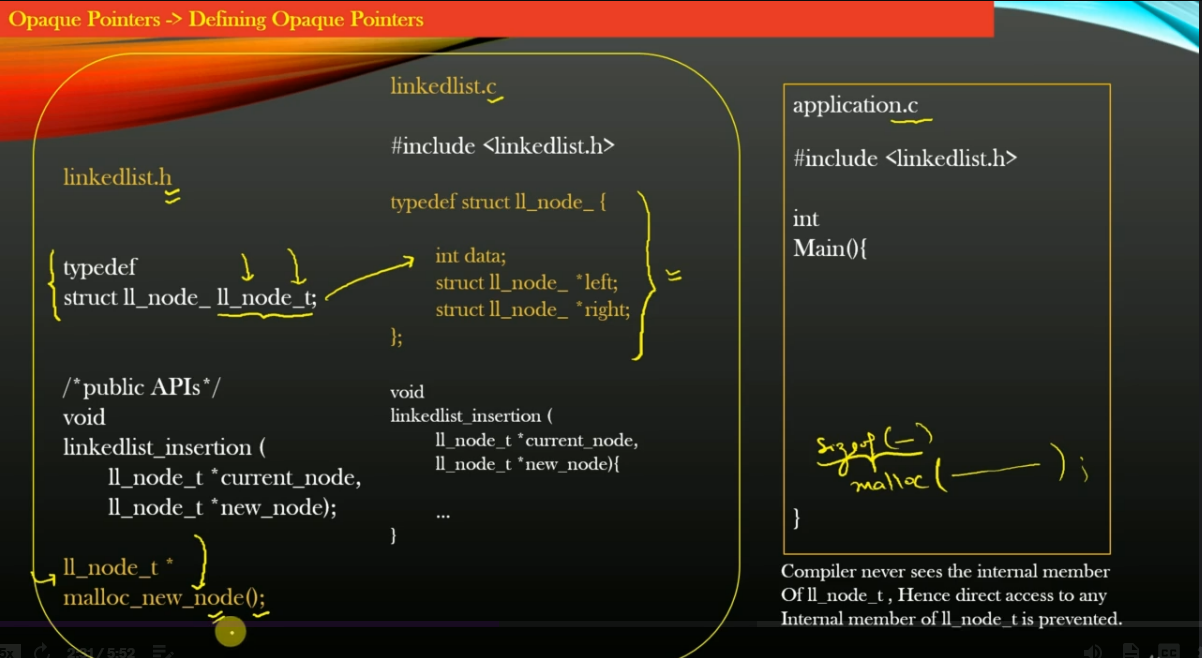 Opaque Pointers -> Defining Opaque Pointers
linkedlist.h
typedef
struct ll_node_ ll_node_t;
/*public APIs*/
void
linkedlist_insertion (
ll_node_t *current_node,
ll_node_t *new_node);
ll_node_t *
malloc_new_node();
linkedlist.c
#include <linkedlist.h>
typedef struct ll_node_ {
int data;
struct ll_node_ *left;
struct ll_node_ *right;
};
void
linkedlist_insertion (
ll_node_t *current_node,
ll_node_t *new_node){
...
}
application.c
#include <linkedlist.h>
int
Main(){
sizeof(—)
malloc(——);
}
Compiler never sees the internal member
Of ll_node_t , Hence direct access to any
Internal member of ll_node_t is prevented.
5x
2:31 / 5:52
CC